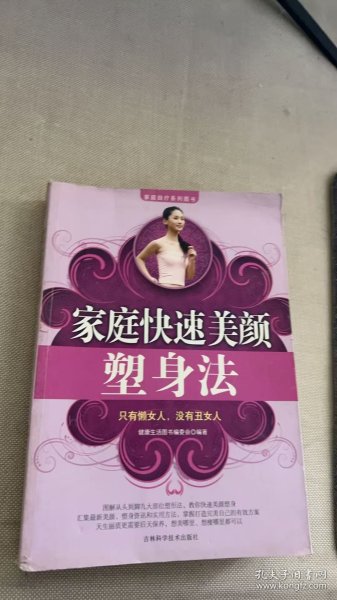 家庭自疗系列图书
家庭快速美颜
塑身法
只有懒女人，没有丑女人
健康生活图书编委会◎编著
图解从头到脚九大部位塑形法，教你快速美颜塑身
汇集最新美颜、塑身资讯和实用方法，掌握打造完美自己的有效方案
天生丽质更需要后天保养，想美哪里、想瘦哪里都可以
吉林科学技术出版社
孔夫子旧书网
kongfz.com